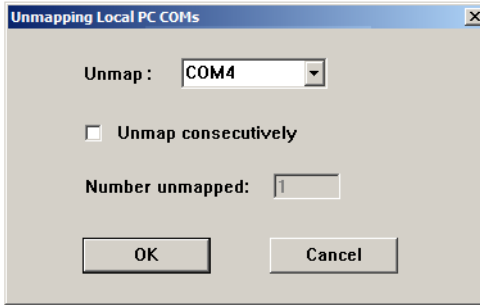 Unmapping Local PC COMs
Unmap : COM4
Unmap consecutively
Number unmapped: 1
OK Cancel